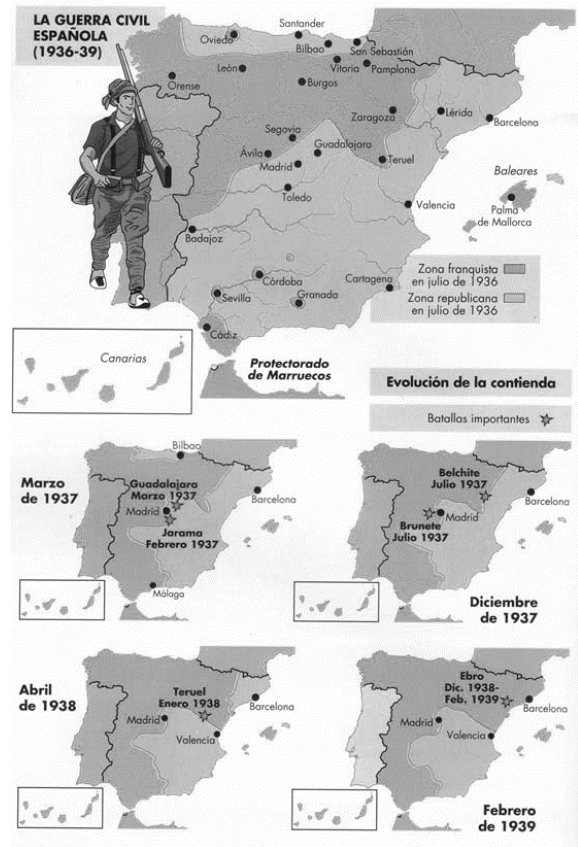 LA GUERRA CIVIL
ESPAÑOLA
(1936-39)
Santander
Oviedo
Bilbao
San Sebastián
León
Vitoria
Pamplona
Orense
Burgos
Zaragoza
Lérida
Barcelona
Segovia
Guadalajara
Ávila
Madrid
Teruel
Baleares
Toledo
Valencia
Palma
de Mallorca
Badajoz
Córdoba
Cartagena
Sevilla
Granada
Cádiz
Zona franquista
en julio de 1936
Zona republicana
en julio de 1936
Canarias
Protectorado
de Marruecos
Evolución de la contienda
Batallas importantes
Marzo
de 1937
Bilbao
Guadalajara
Marzo 1937
Madrid
Barcelona
Jarama
Febrero 1937
Málaga
Belchite
Julio 1937
Barcelona
Madrid
Brunete
Julio 1937
Diciembre
de 1937
Abril
de 1938
Teruel
Enero 1938
Barcelona
Madrid
Valencia
Ebro
Dic. 1938-
Feb. 1939
Barcelona
Madrid
Valencia
Febrero
de 1939